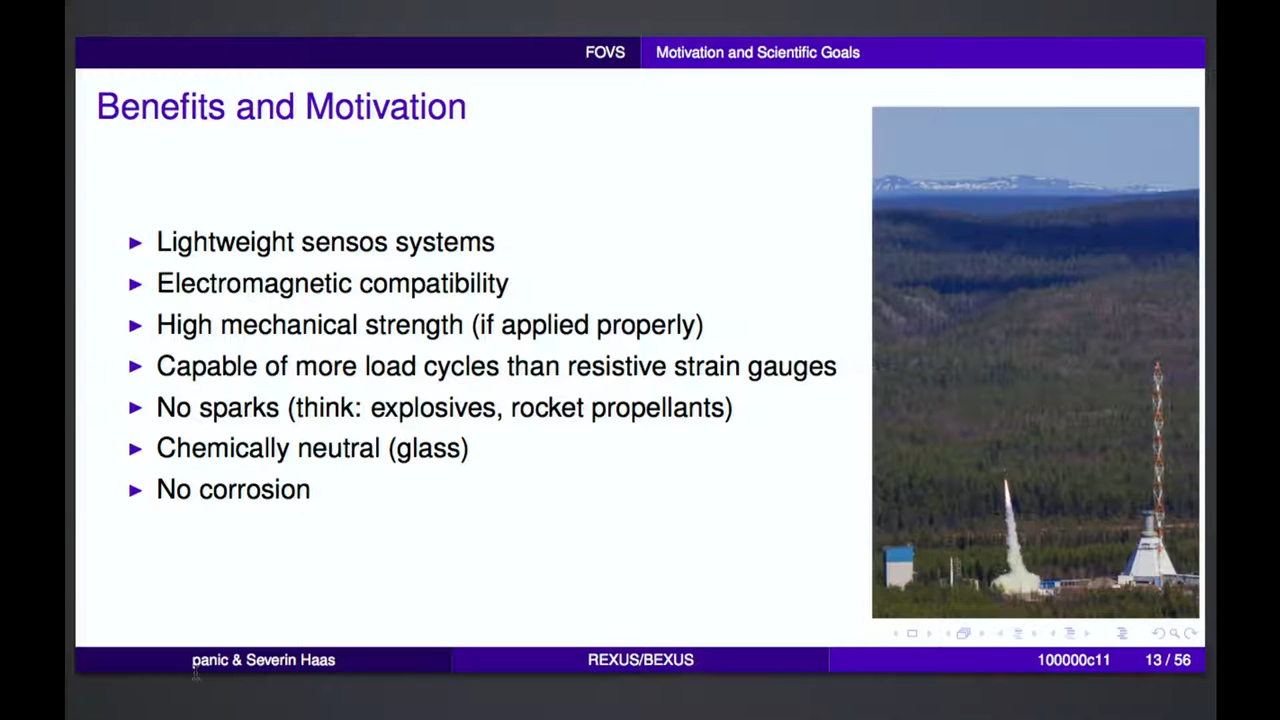 FOVS
Motivation and Scientific Goals
Benefits and Motivation
Lightweight sensos systems
Electromagnetic compatibility
High mechanical strength (if applied properly)
Capable of more load cycles than resistive strain gauges
No sparks (think: explosives, rocket propellants)
Chemically neutral (glass)
No corrosion
panic & Severin Haas
REXUS/BEXUS
100000c11
13 / 56